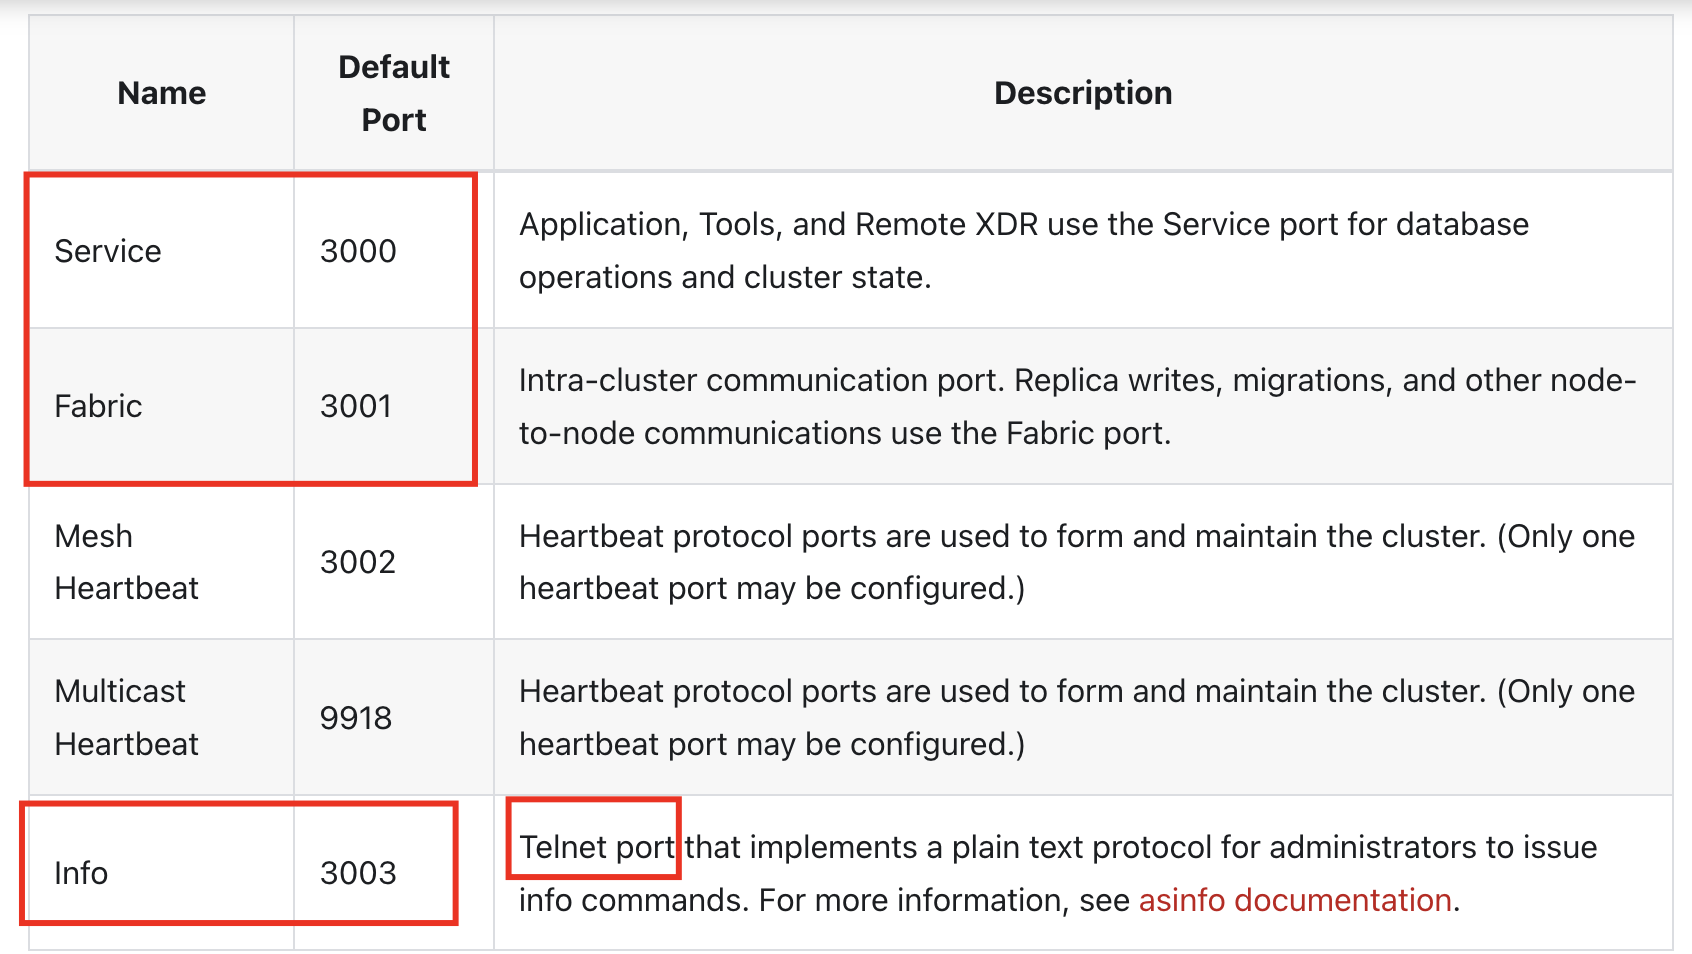 Name
Default
Port
Description
Service
3000
Application, Tools, and Remote XDR use the Service port for database
operations and cluster state.
Fabric
3001
Intra-cluster communication port. Replica writes, migrations, and other node-
to-node communications use the Fabric port.
Mesh
Heartbeat
3002
Heartbeat protocol ports are used to form and maintain the cluster. (Only one
heartbeat port may be configured.)
Multicast
Heartbeat
9918
Heartbeat protocol ports are used to form and maintain the cluster. (Only one
heartbeat port may be configured.)
Info
3003
Telnet port that implements a plain text protocol for administrators to issue
info commands. For more information, see asinfo documentation.